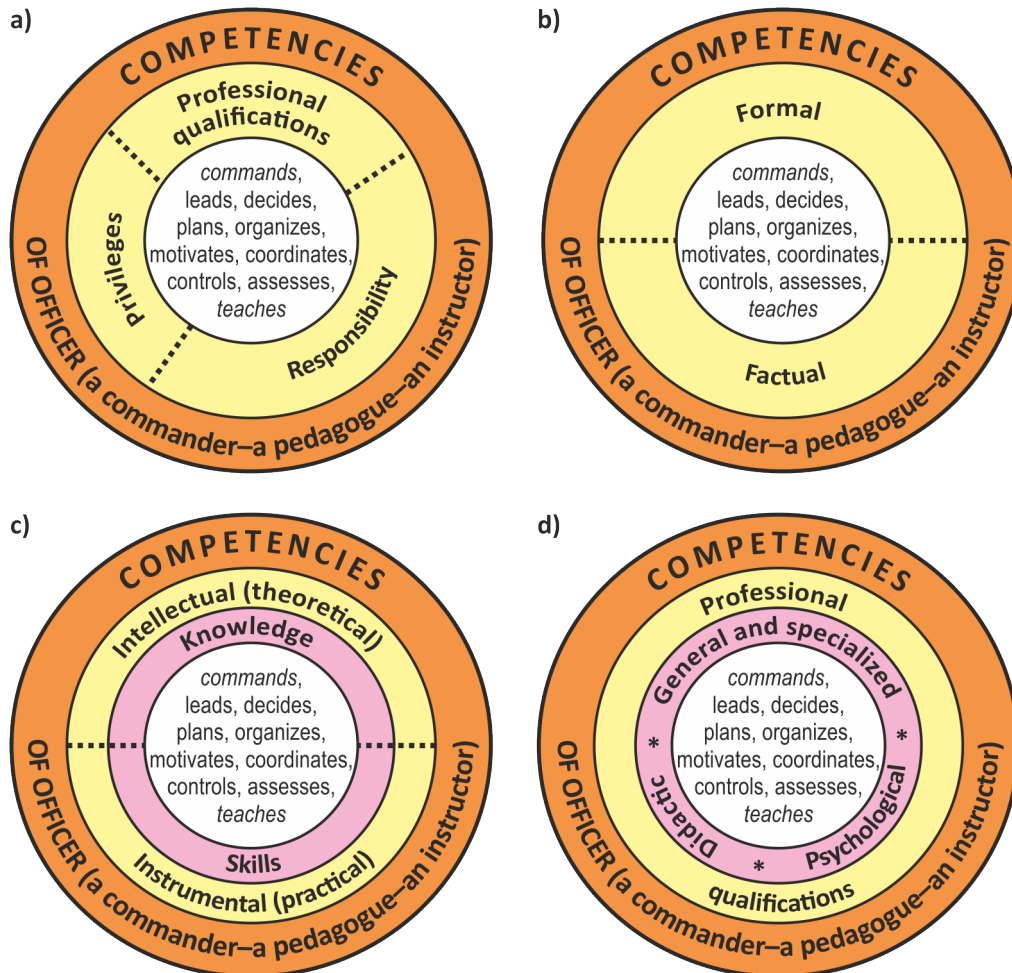 a)
COMPETENCIES
Professional
qualifications
Privileges
Responsibility
commands,
leads, decides,
plans, organizes,
motivates, coordinates,
controls, assesses,
teaches
OF OFFICER (a commander–a pedagogue–an instructor)
b)
COMPETENCIES
Formal
commands,
leads, decides,
plans, organizes,
motivates, coordinates,
controls, assesses,
teaches
Factual
OF OFFICER (a commander–a pedagogue–an instructor)
c)
COMPETENCIES
Intellectual (theoretical)
Knowledge
commands,
leads, decides,
plans, organizes,
motivates, coordinates,
controls, assesses,
teaches
Skills
Instrumental (practical)
OF OFFICER (a commander–a pedagogue–an instructor)
d)
COMPETENCIES
Professional
General and specialized
* *
commands,
leads, decides,
plans, organizes,
motivates, coordinates,
controls, assesses,
teaches
Didactic * Psychological
qualifications
OF OFFICER (a commander–a pedagogue–an instructor)